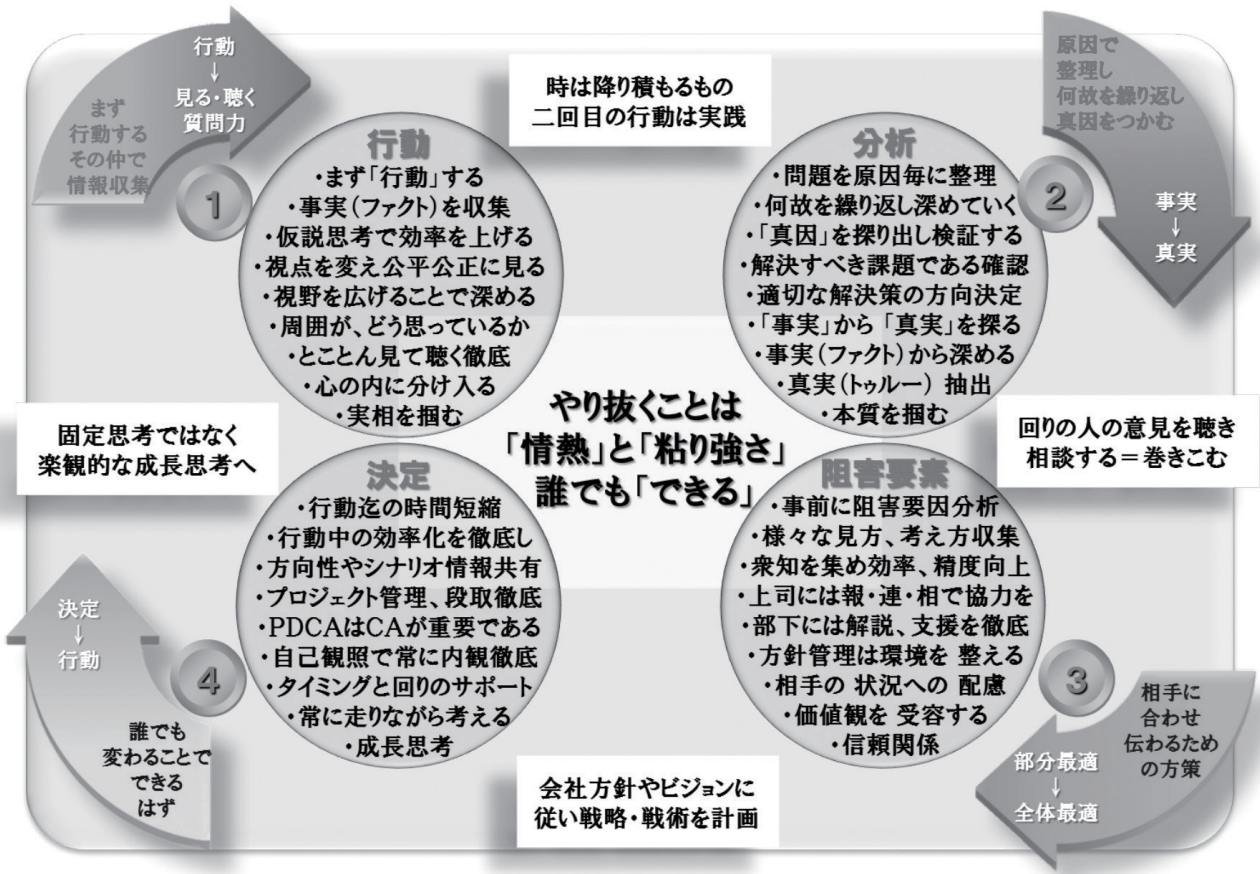 行動
↓
見る・聴く
質問力
まず
行動する
その仲で
情報収集
1
時は降り積もるもの
二回目の行動は実践
原因で
整理し
何故を繰り返し
真因をつかむ
2
事実
↓
真実
行動
・まず「行動」する
・事実(ファクト)を収集
・仮説思考で効率を上げる
・視点を変え公平公正に見る
・視野を広げることで深める
・周囲が、どう思っているか
・とことん見て聴く徹底
・心の内に分け入る
・実相を掴む
分析
・問題を原因毎に整理
・何故を繰り返し深めていく
・「真因」を探り出し検証する
・解決すべき課題である確認
・適切な解決策の方向決定
・「事実」から「真実」を探る
・事実(ファクト)から深める
・真実(トゥルー) 抽出
・本質を掴む
固定思考ではなく
楽観的な成長思考へ
やり抜くことは
「情熱」と「粘り強さ」
誰でも「できる」
回りの人の意見を聴き
相談する=巻きこむ
決定
・行動迄の時間短縮
・行動中の効率化を徹底し
・方向性やシナリオ情報共有
・プロジェクト管理、段取徹底
・PDCAはCAが重要である
・自己観照で常に内観徹底
・タイミングと回りのサポート
・常に走りながら考える
・成長思考
阻害要素
・事前に阻害要因分析
・様々な見方、考え方収集
・衆知を集め効率、精度向上
・上司には報・連・相で協力を
・部下には解説、支援を徹底
・方針管理は環境を 整える
・相手の 状況への 配慮
・価値観を 受容する
・信頼関係
決定
↓
行動
4
誰でも
変わることで
できる
はず
会社方針やビジョンに
従い戦略・戦術を計画
3
相手に
合わせ
伝わるため
の方策
部分最適
↓
全体最適